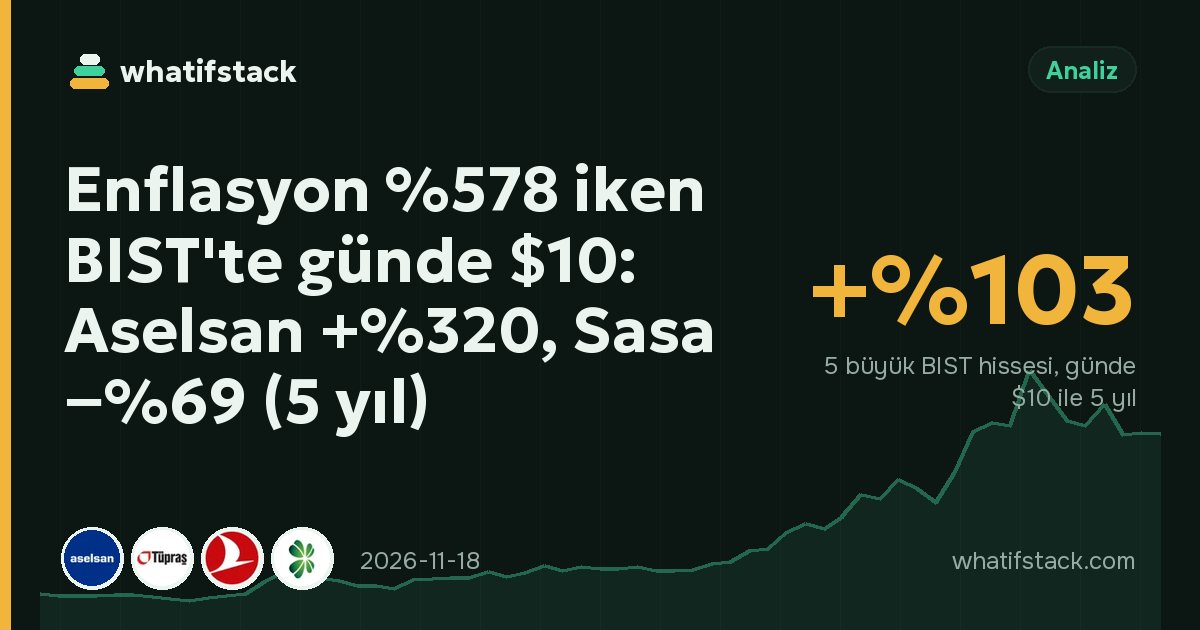 whatifstack
Analiz
Enflasyon %578 iken
BIST'te günde $10:
Aselsan +%320, Sasa
−%69 (5 yıl)
+%103
5 büyük BIST hissesi, günde
$10 ile 5 yıl
aselsan
Tüpraş
2026-11-18
whatifstack.com